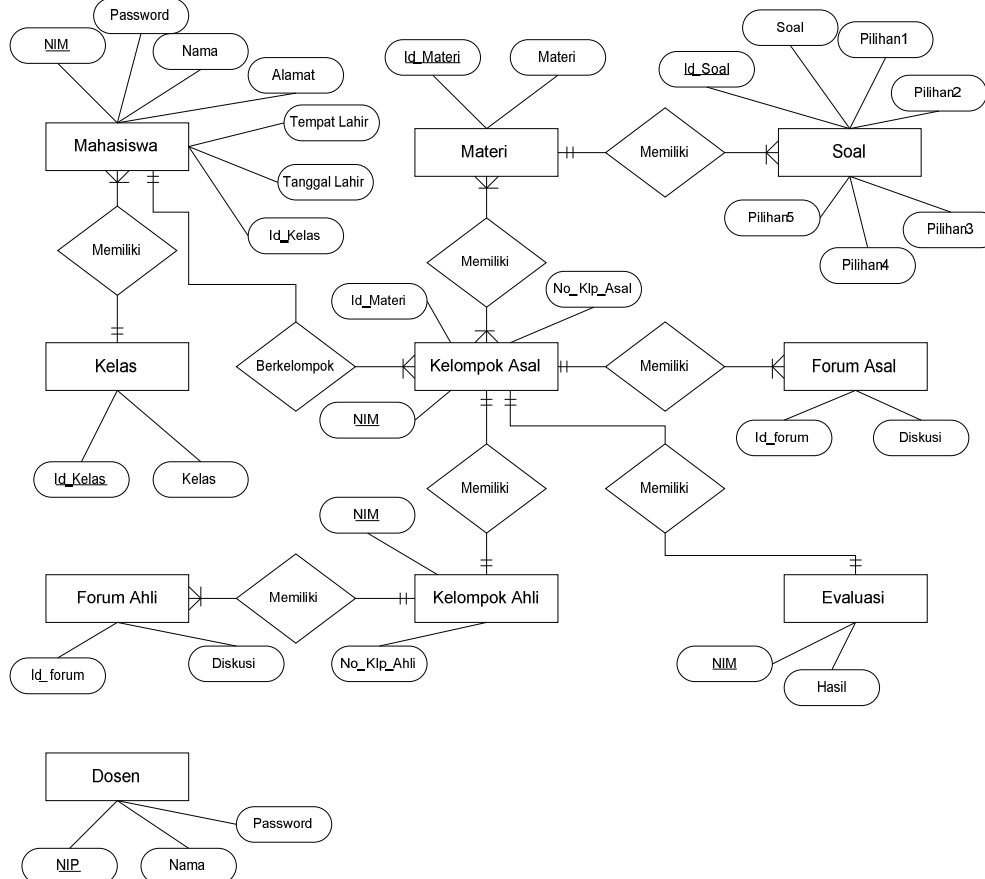 Password
NIM
Nama
Alamat
Tempat Lahir
Tanggal Lahir
Id_Kelas
Mahasiswa
Memiliki
Kelas
Id_Kelas
Kelas
Id_Materi
Materi
Materi
Memiliki
Soal
Id_Soal
Soal
Pilihan1
Pilihan2
Pilihan3
Pilihan4
Pilihan5
Memiliki
Id_Materi
No_Klp_Asal
Berkelompok
Kelompok Asal
NIM
Memiliki
Forum Asal
Id_forum
Diskusi
Memiliki
Memiliki
NIM
Forum Ahli
Memiliki
Kelompok Ahli
Evaluasi
Id_forum
Diskusi
No_Klp_Ahli
NIM
Hasil
Dosen
Password
NIP
Nama